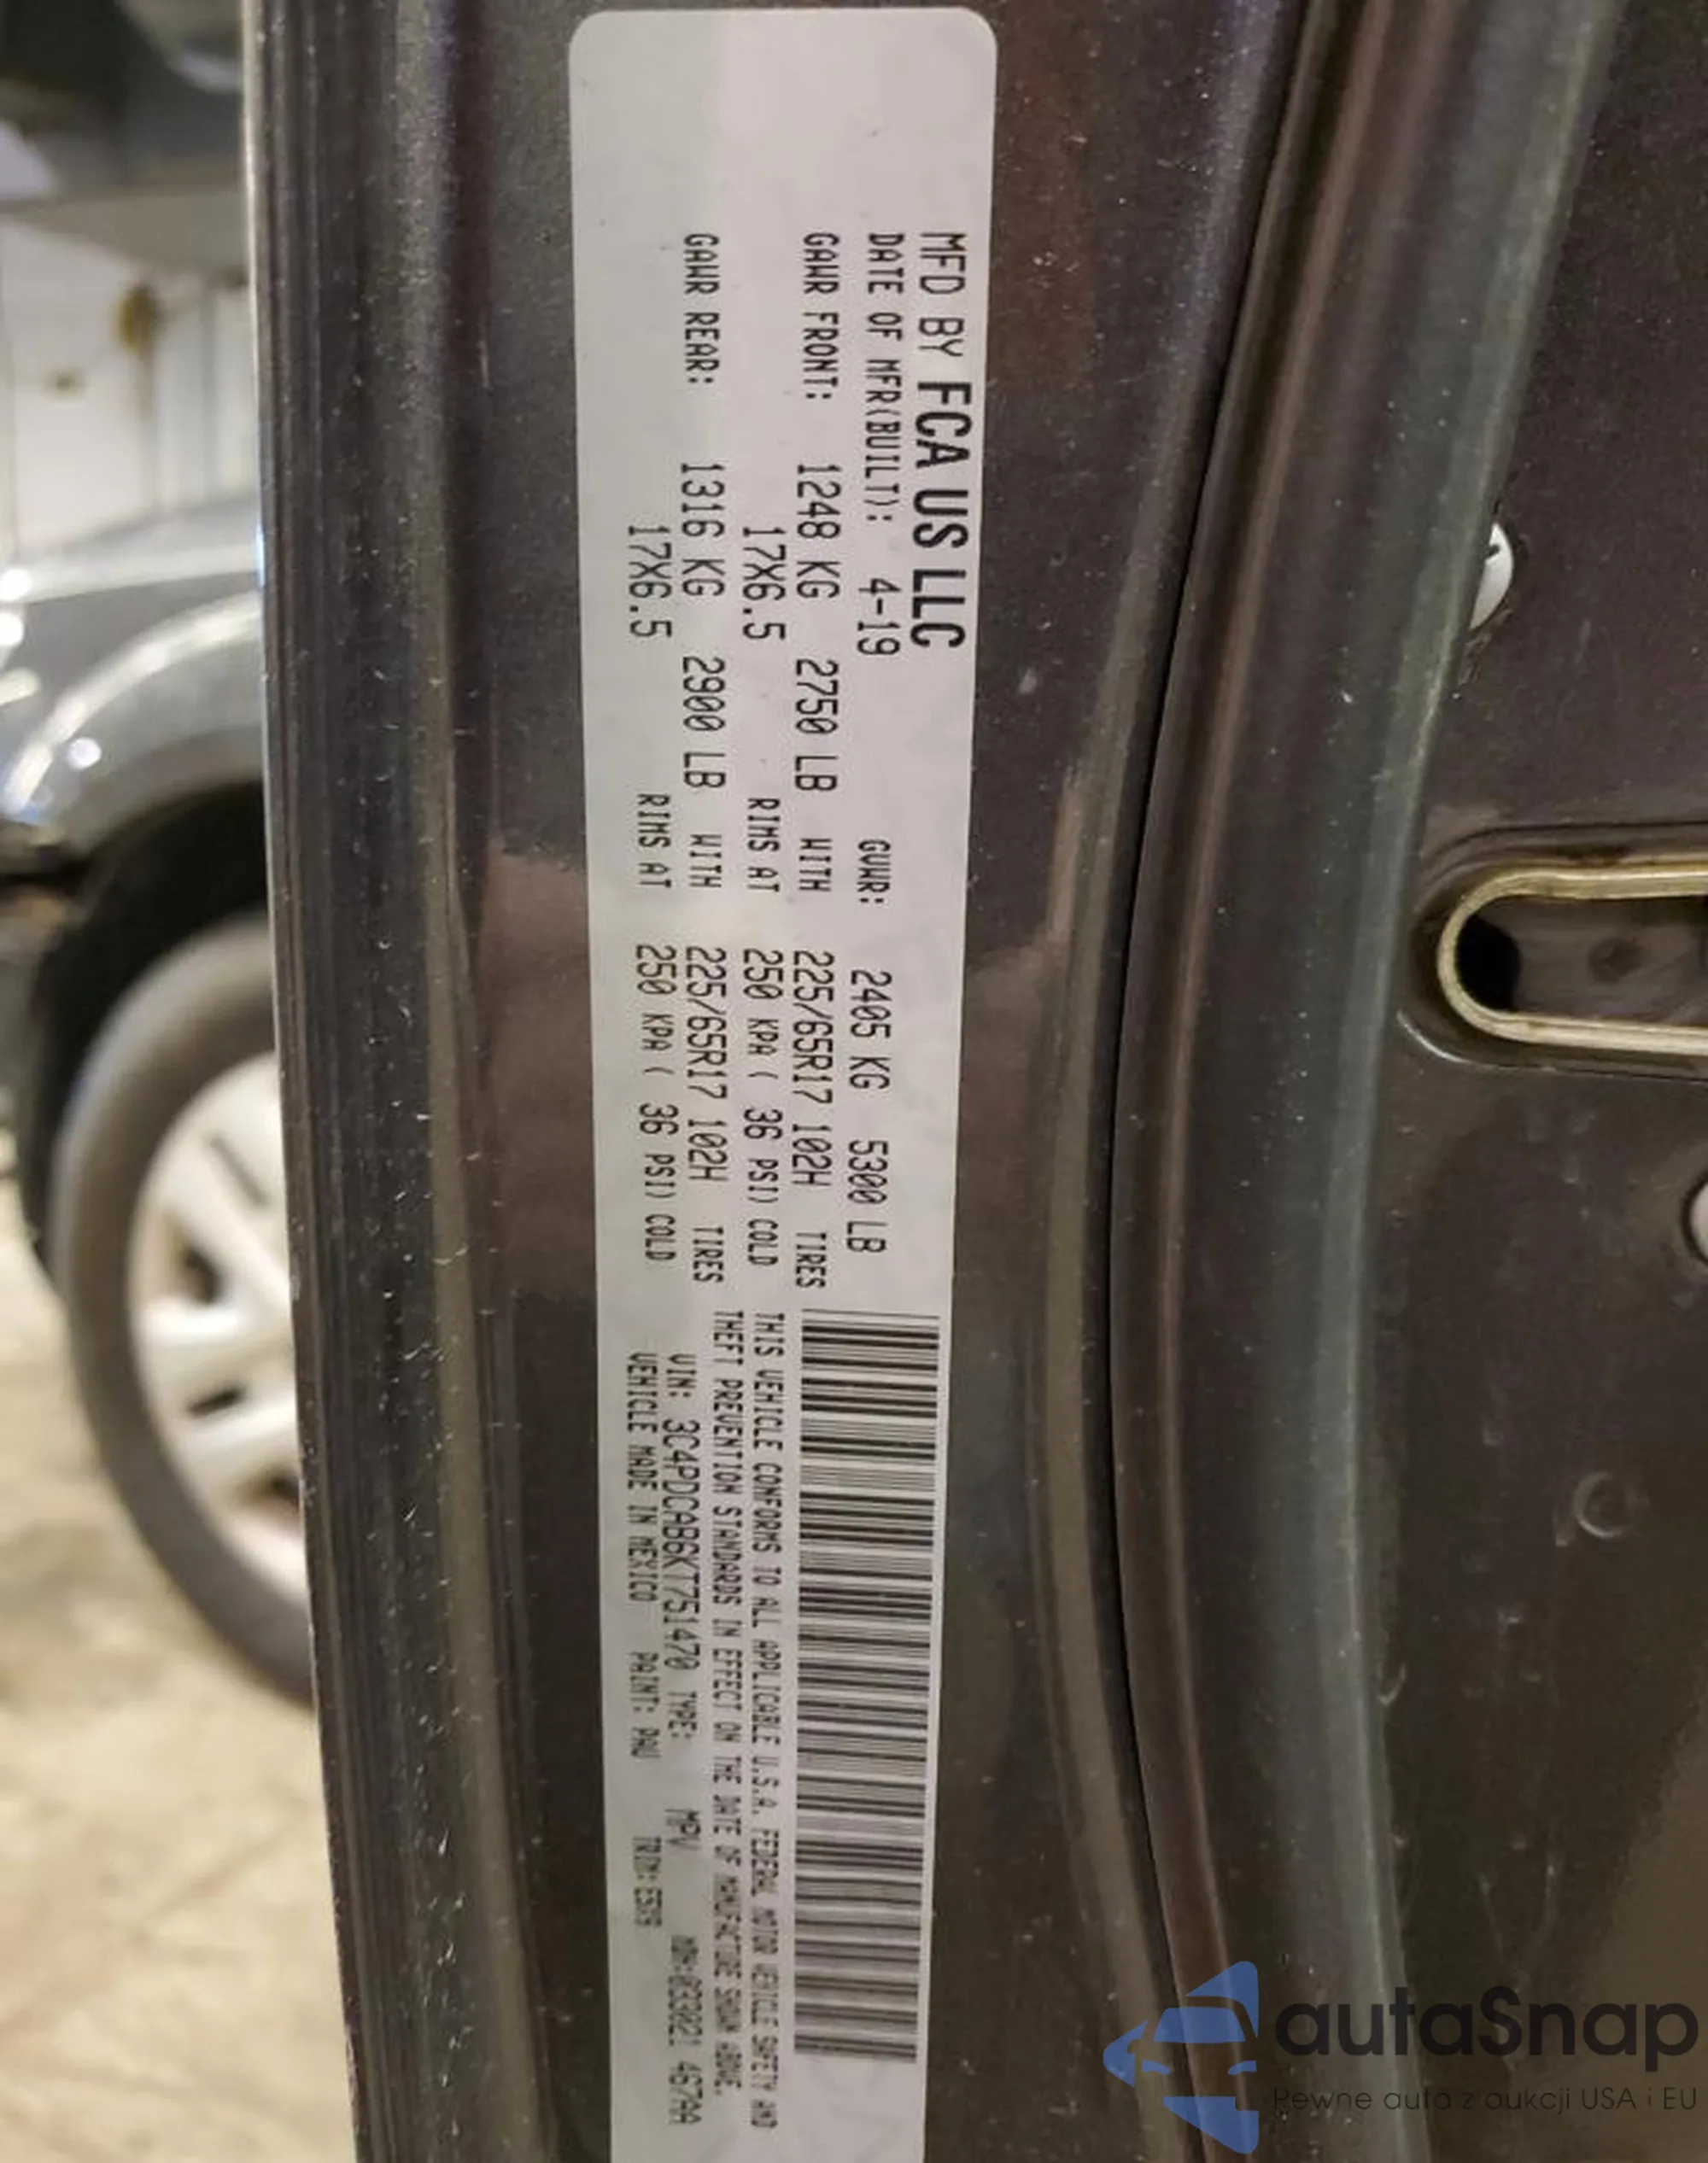 MFD BY FCA US LLC
DATE OF MFR(BUILT): 4-19 GVWR: 2405 KG 5300 LB
GAWR FRONT: 1248 KG 2750 LB WITH 225/65R17 102H TIRES
17X6.5 RIMS AT 250 KPA ( 36 PSI) COLD
GAWR REAR: 1316 KG 2900 LB WITH 225/65R17 102H TIRES
17X6.5 RIMS AT 250 KPA ( 36 PSI) COLD
THIS VEHICLE CONFORMS TO ALL APPLICABLE U.S.A. FEDERAL MOTOR VEHICLE SAFETY AND
THEFT PREVENTION STANDARDS IN EFFECT ON THE DATE OF MANUFACTURE SHOWN ABOVE.
VIN: 3C4PDCAB6KT751470 TYPE: MPV MDH:033021 467AA
VEHICLE MADE IN MEXICO PAINT: PAU TRIM:
autaSnap
Pewne auto z aukcji USA i EU